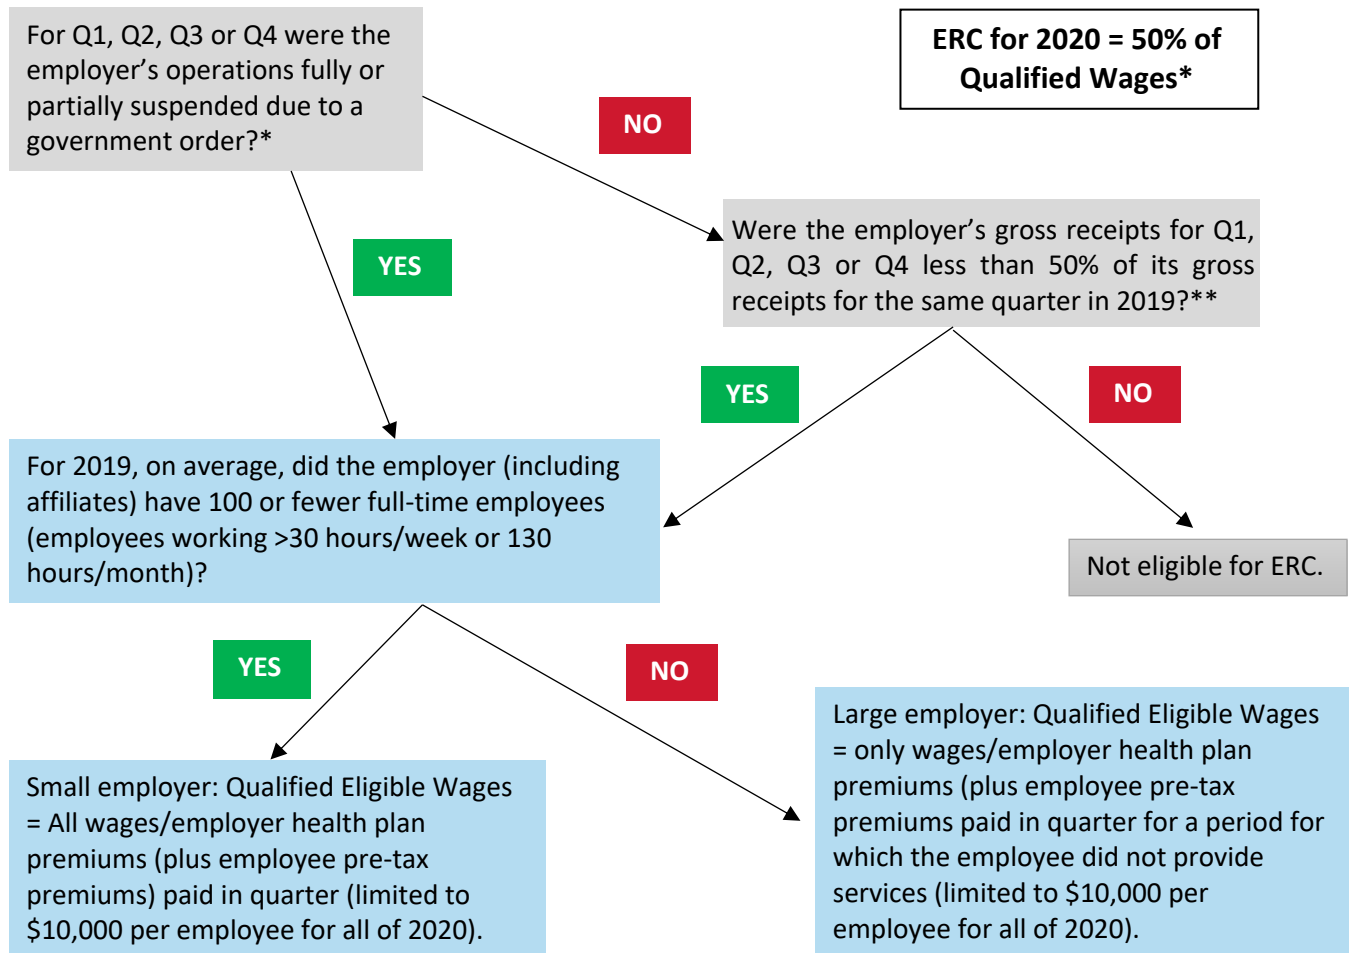 For Q1, Q2, Q3 or Q4 were the
employer’s operations fully or
partially suspended due to a
government order?*
ERC for 2020 = 50% of
Qualified Wages*
NO
Were the employer’s gross receipts for Q1,
Q2, Q3 or Q4 less than 50% of its gross
receipts for the same quarter in 2019?**
YES
YES
NO
For 2019, on average, did the employer (including
affiliates) have 100 or fewer full-time employees
(employees working >30 hours/week or 130
hours/month)?
Not eligible for ERC.
YES
NO
Small employer: Qualified Eligible Wages
= All wages/employer health plan
premiums (plus employee pre-tax
premiums) paid in quarter (limited to
$10,000 per employee for all of 2020).
Large employer: Qualified Eligible Wages
= only wages/employer health plan
premiums (plus employee pre-tax
premiums paid in quarter for a period for
which the employee did not provide
services (limited to $10,000 per
employee for all of 2020).